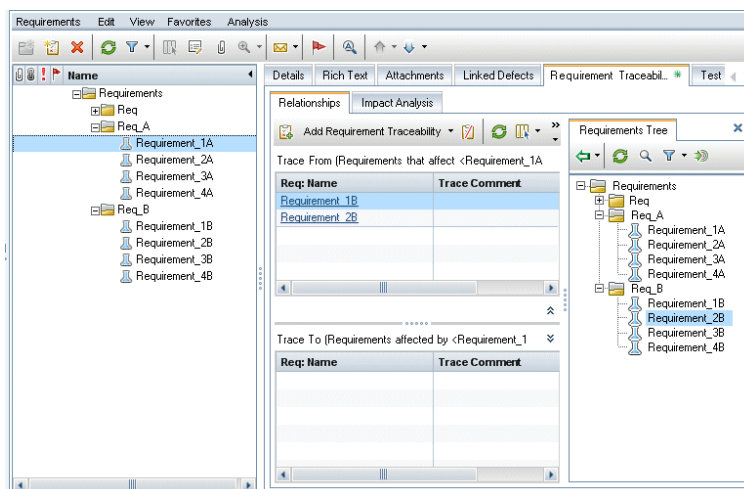 Requirements Edit View Favorites Analysis
Name
Requirements
Req
Req_A
Requirement_1A
Requirement_2A
Requirement_3A
Requirement_4A
Req_B
Requirement_1B
Requirement_2B
Requirement_3B
Requirement_4B
Details Rich Text Attachments Linked Defects Requirement Traceabil... * Test
Relationships Impact Analysis
Add Requirement Traceability
Trace From (Requirements that affect <Requirement_1A
Req: Name Trace Comment
Requirement_1B
Requirement_2B
Trace To (Requirements affected by <Requirement_1
Req: Name Trace Comment
Requirements Tree
Requirements
Req
Req_A
Requirement_1A
Requirement_2A
Requirement_3A
Requirement_4A
Req_B
Requirement_1B
Requirement_2B
Requirement_3B
Requirement_4B